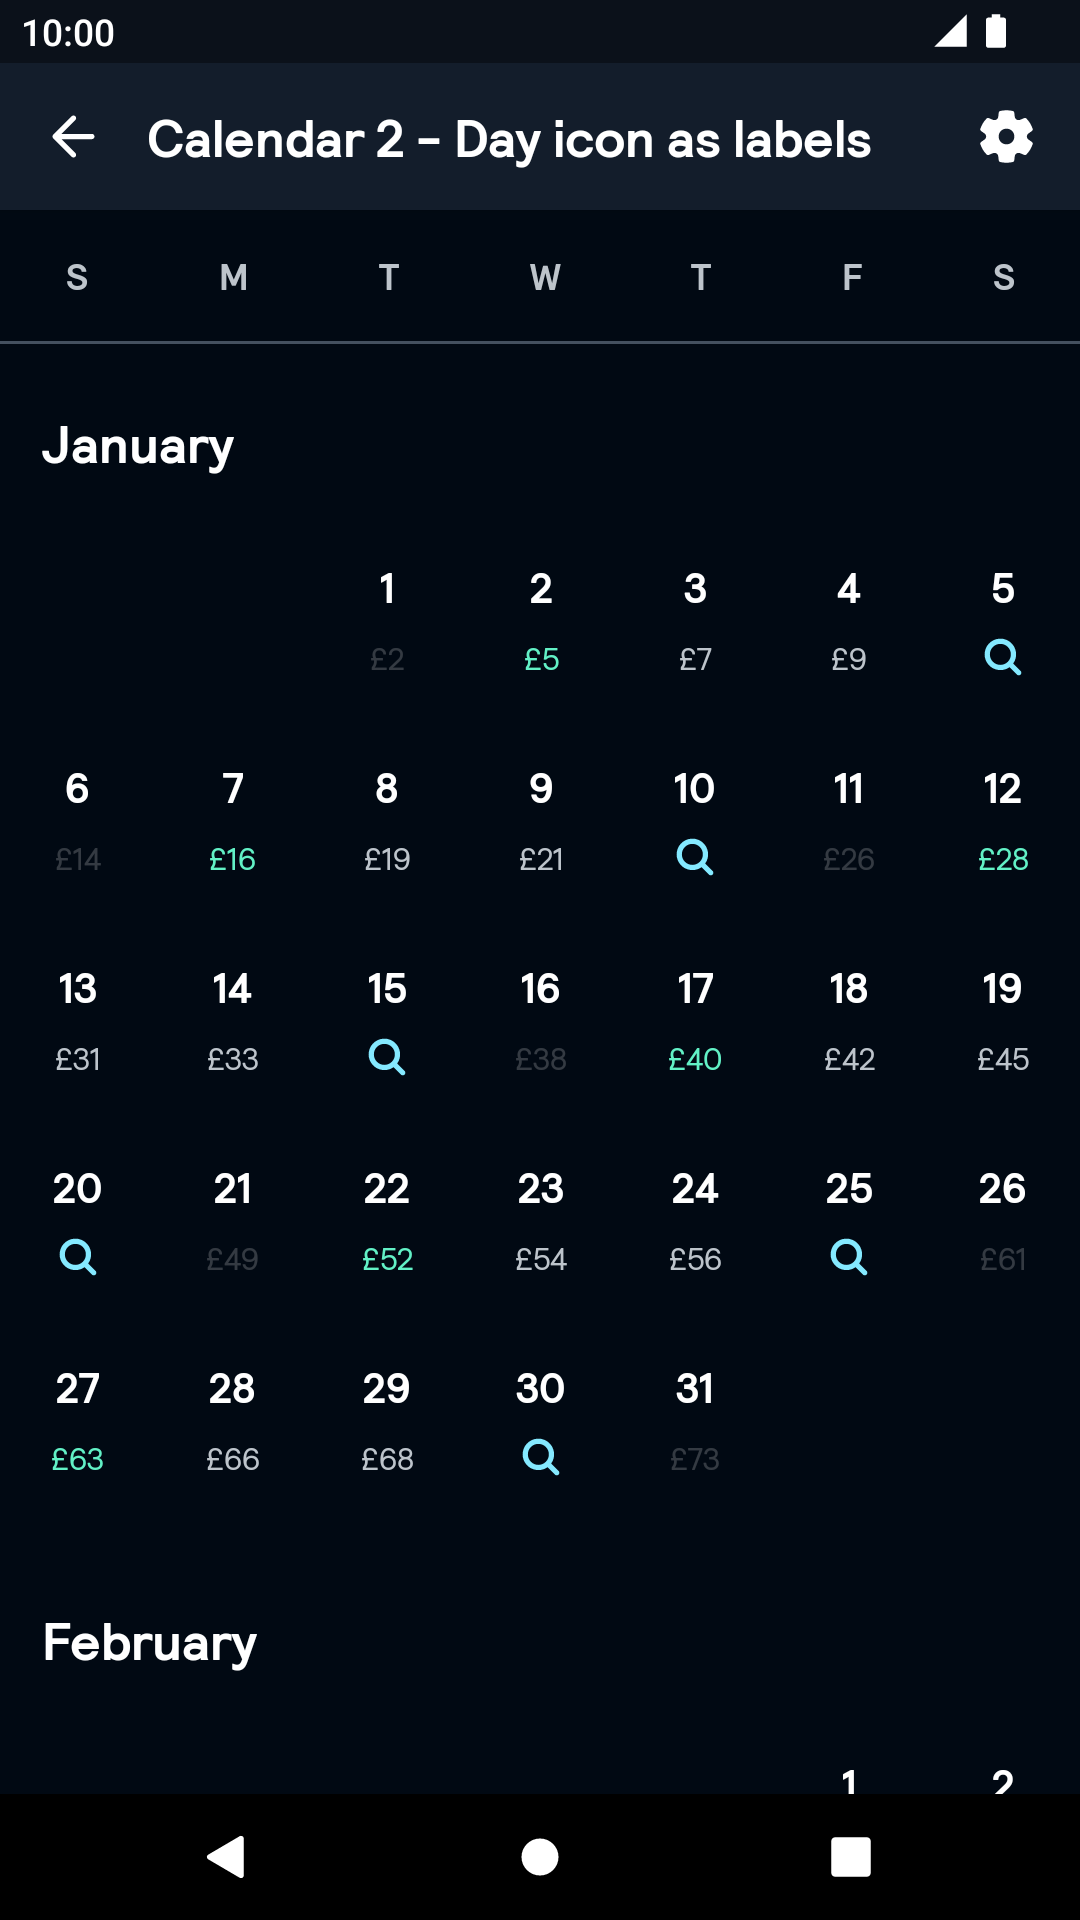 10:00
Calendar 2 – Day icon as labels
S M T W T F S
January
1 2 3 4 5
£2 £5 £7 £9
6 7 8 9 10 11 12
£14 £16 £19 £21 £26 £28
13 14 15 16 17 18 19
£31 £33 £38 £40 £42 £45
20 21 22 23 24 25 26
£49 £52 £54 £56 £61
27 28 29 30 31
£63 £66 £68 £73
February
1 2